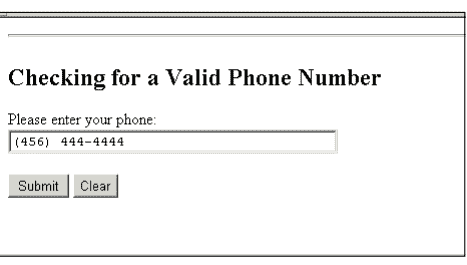 Checking for a Valid Phone Number
Please enter your phone:
(456) 444-4444
Submit Clear